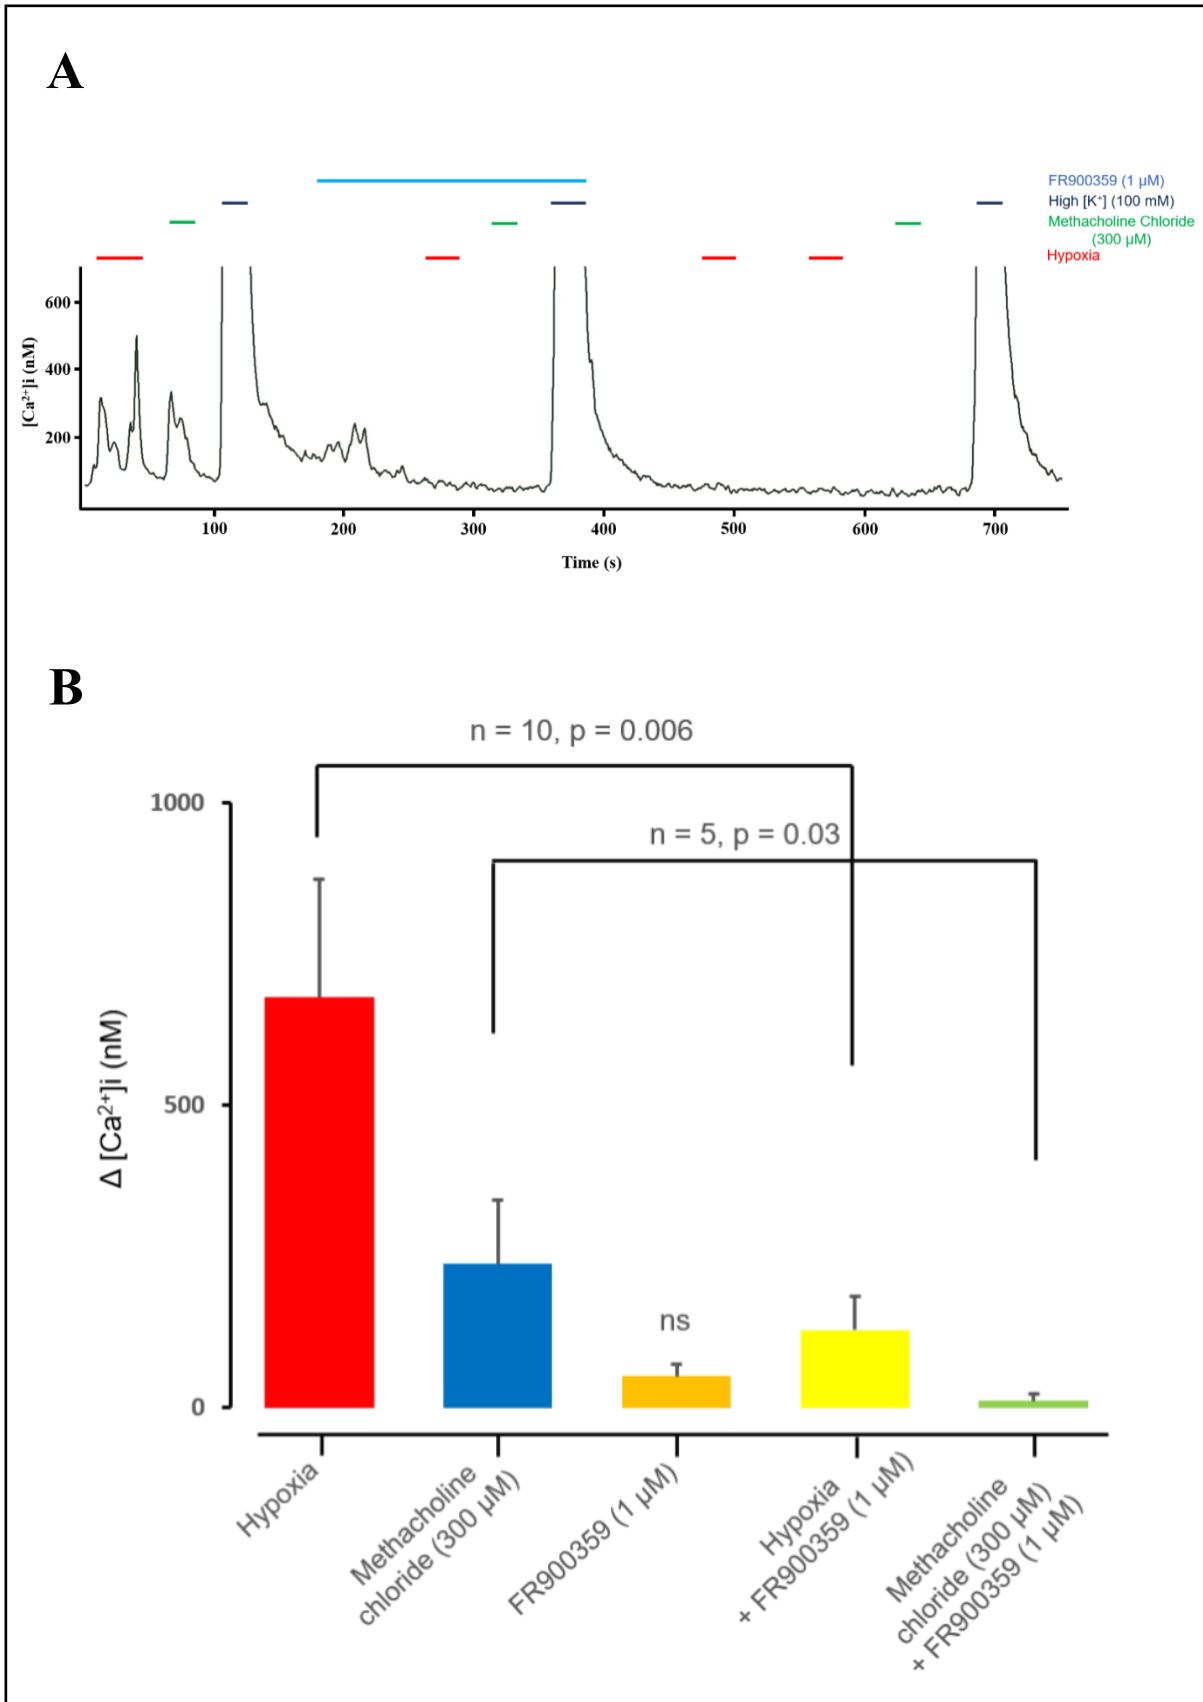 A
FR900359 (1 µM)
High [K⁺] (100 mM)
Methacholine Chloride
(300 µM)
Hypoxia
600
400
200
[Ca²⁺]i (nM)
100
200
300
400
500
600
700
Time (s)
B
n = 10, p = 0.006
n = 5, p = 0.03
1000
500
0
Δ [Ca²⁺]i (nM)
ns
Hypoxia
Methacholine
chloride (300 µM)
FR900359 (1 µM)
Hypoxia
+ FR900359 (1 µM)
Methacholine
chloride (300 µM)
+ FR900359 (1 µM)